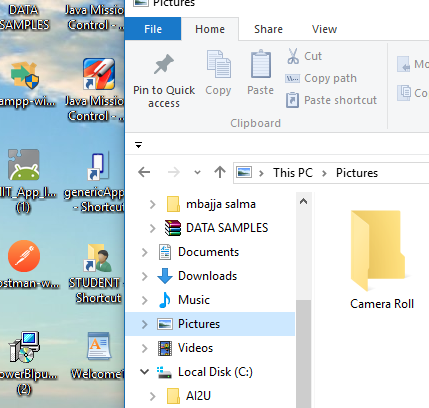 DATA
SAMPLES
Java Mission
Control - ...
ampp-wi...
Java Mission
Control - ...
IIT_App_I...
(1)
genericApp
- Shortcut
ostman-w...
STUDENT -
Shortcut
owerBIpu...
(2)
Welcome
Pictures
File
Home
Share
View
Pin to Quick
access
Copy
Paste
Cut
Copy path
Paste shortcut
Mo
Co
Clipboard
This PC
Pictures
mbajja salma
DATA SAMPLES
Documents
Downloads
Music
Pictures
Videos
Local Disk (C:)
AI2U
Camera Roll